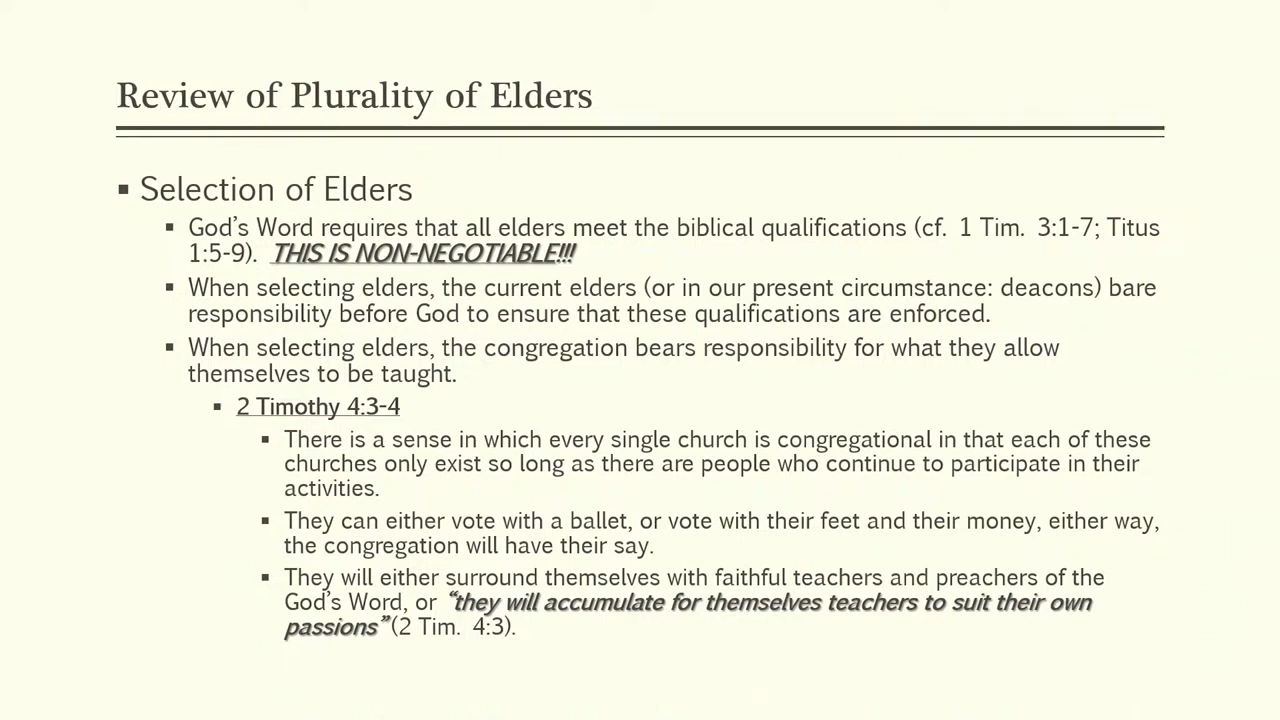 Review of Plurality of Elders
▪ Selection of Elders
▪ God’s Word requires that all elders meet the biblical qualifications (cf. 1 Tim. 3:1-7; Titus
1:5-9). THIS IS NON-NEGOTIABLE!!!
▪ When selecting elders, the current elders (or in our present circumstance: deacons) bare
responsibility before God to ensure that these qualifications are enforced.
▪ When selecting elders, the congregation bears responsibility for what they allow
themselves to be taught.
▪ 2 Timothy 4:3-4
▪ There is a sense in which every single church is congregational in that each of these
churches only exist so long as there are people who continue to participate in their
activities.
▪ They can either vote with a ballet, or vote with their feet and their money, either way,
the congregation will have their say.
▪ They will either surround themselves with faithful teachers and preachers of the
God’s Word, or “they will accumulate for themselves teachers to suit their own
passions” (2 Tim. 4:3).